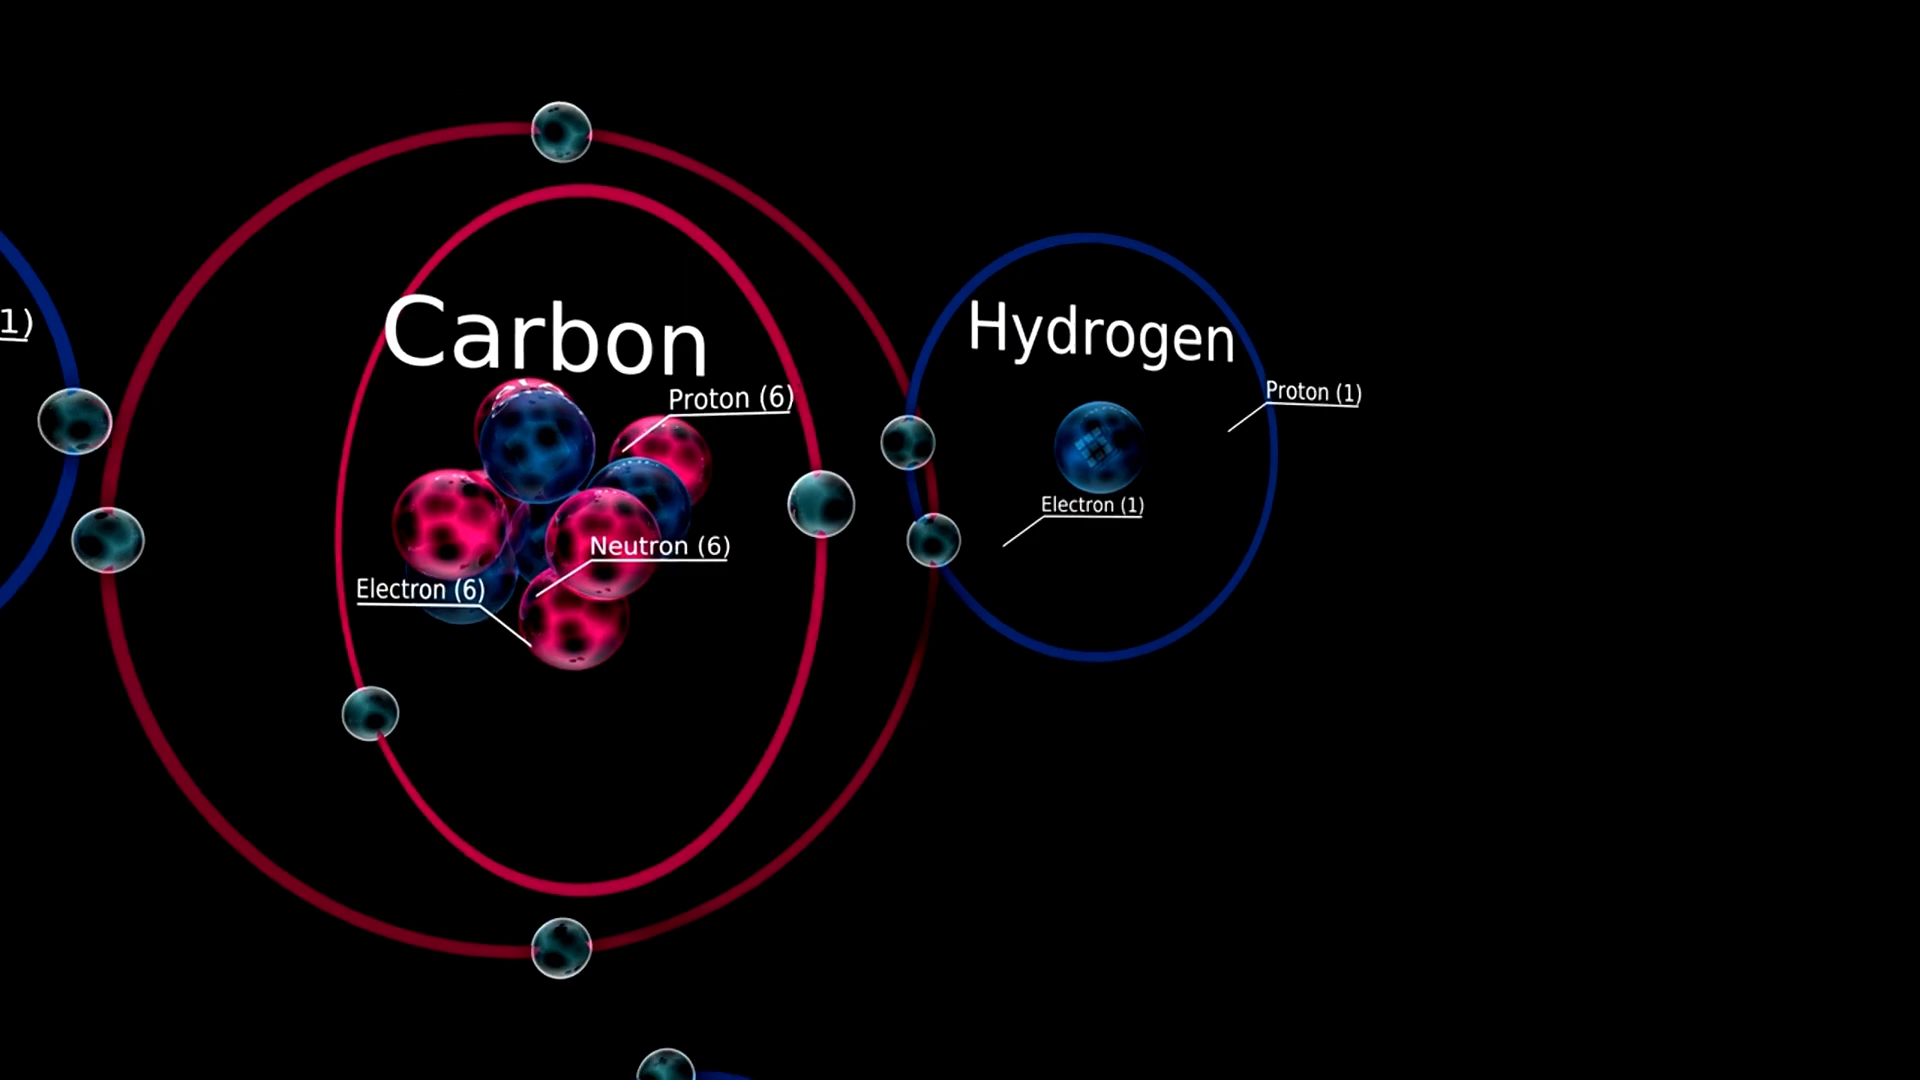 1)
Carbon
Hydrogen
Proton (6)
Proton (1)
Electron (1)
Neutron (6)
Electron (6)